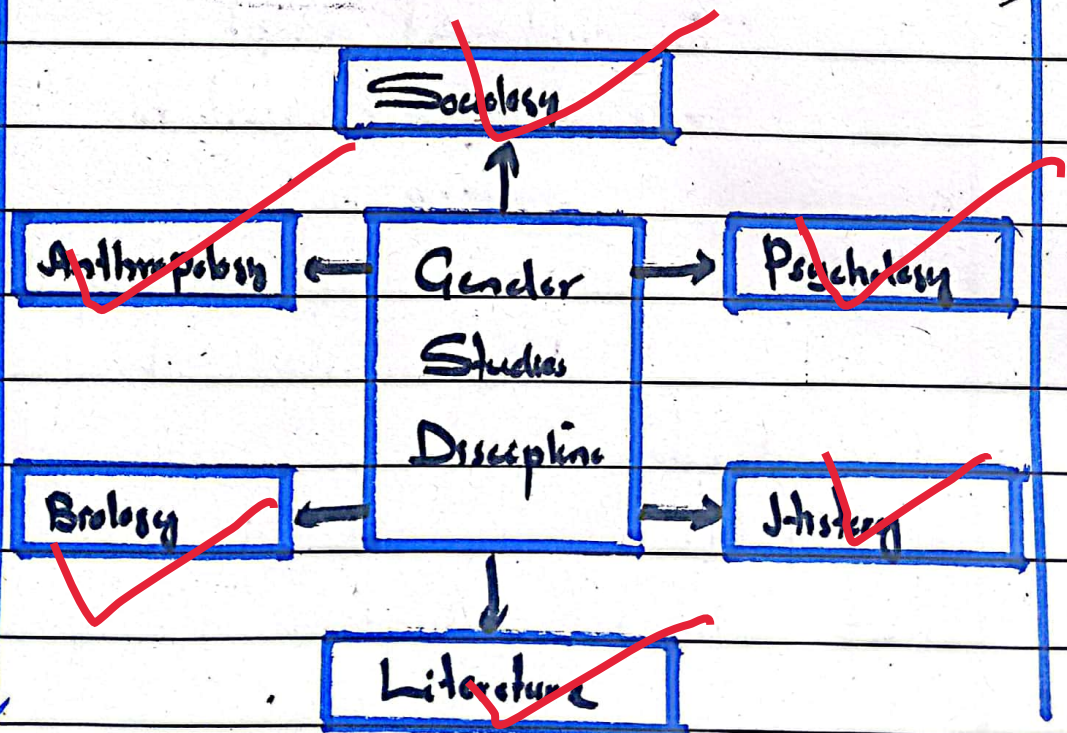 Sociology
Anthropology
Gender
Studies
Discipline
Psychology
Biology
History
Literature